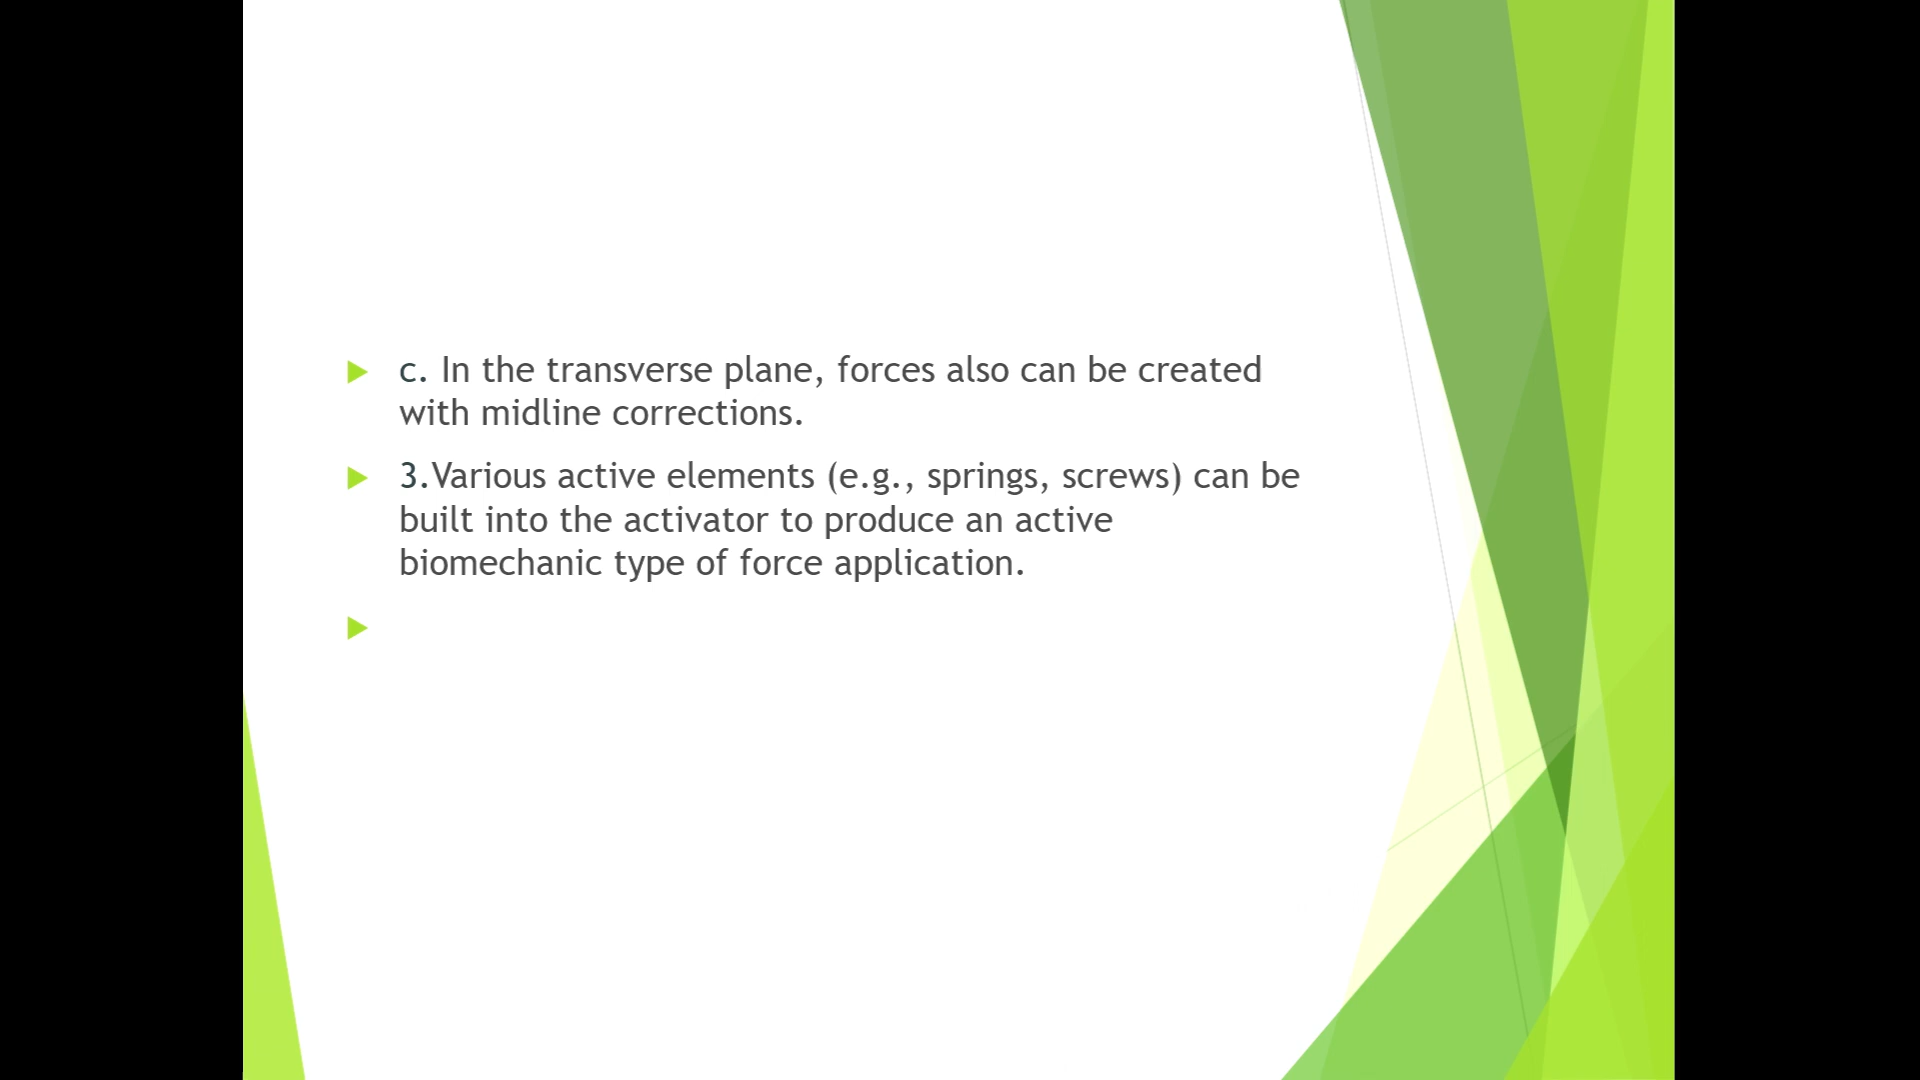 c. In the transverse plane, forces also can be created
with midline corrections.
3.Various active elements (e.g., springs, screws) can be
built into the activator to produce an active
biomechanic type of force application.